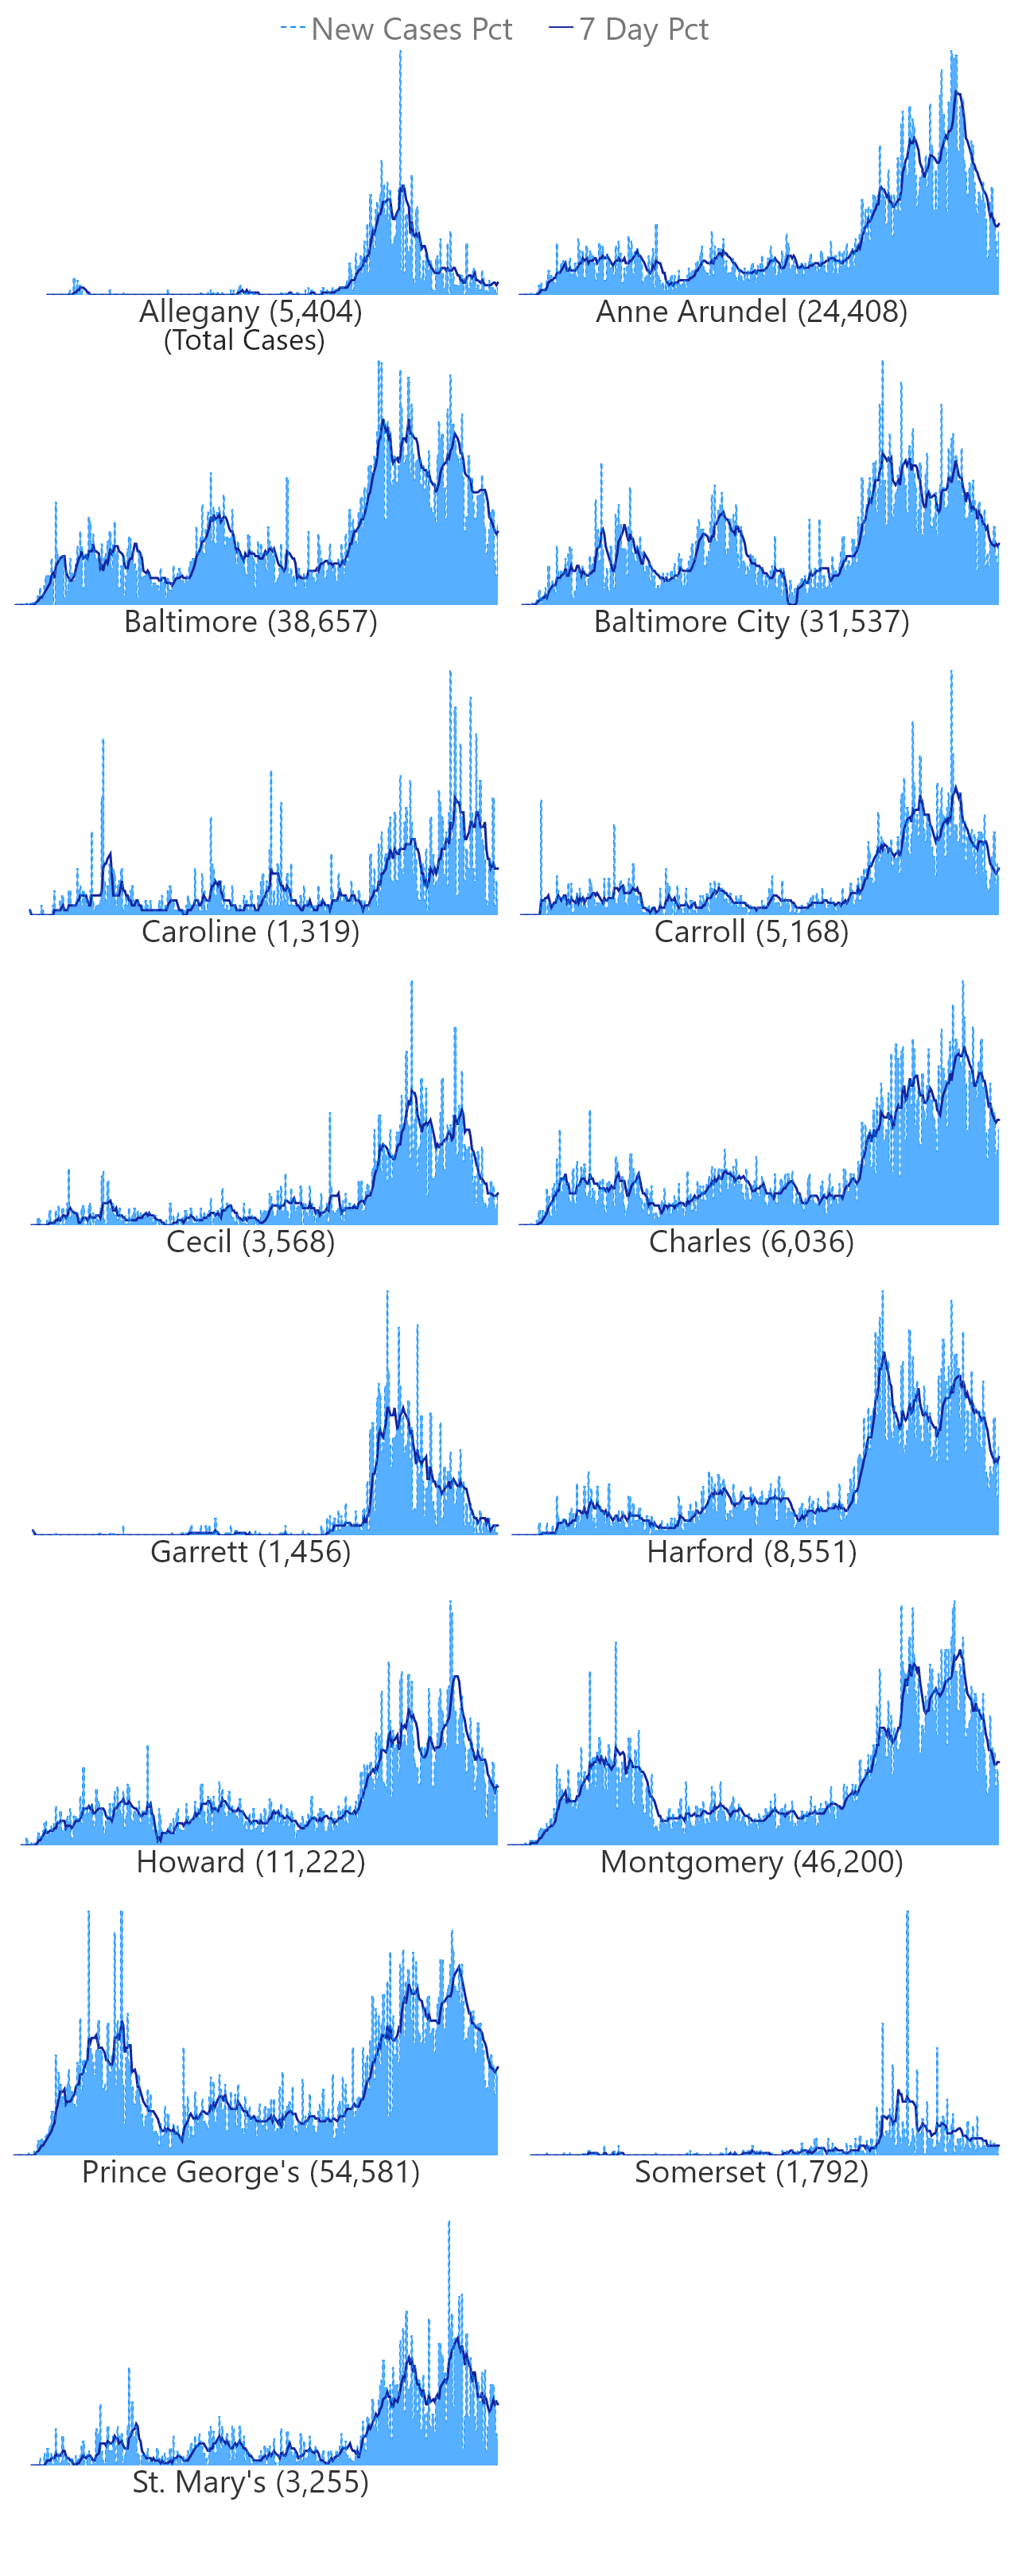 New Cases Pct 7 Day Pct
Allegany (5,404)
(Total Cases)
Anne Arundel (24,408)
Baltimore (38,657)
Baltimore City (31,537)
Caroline (1,319)
Carroll (5,168)
Cecil (3,568)
Charles (6,036)
Garrett (1,456)
Harford (8,551)
Howard (11,222)
Montgomery (46,200)
Prince George's (54,581)
Somerset (1,792)
St. Mary's (3,255)